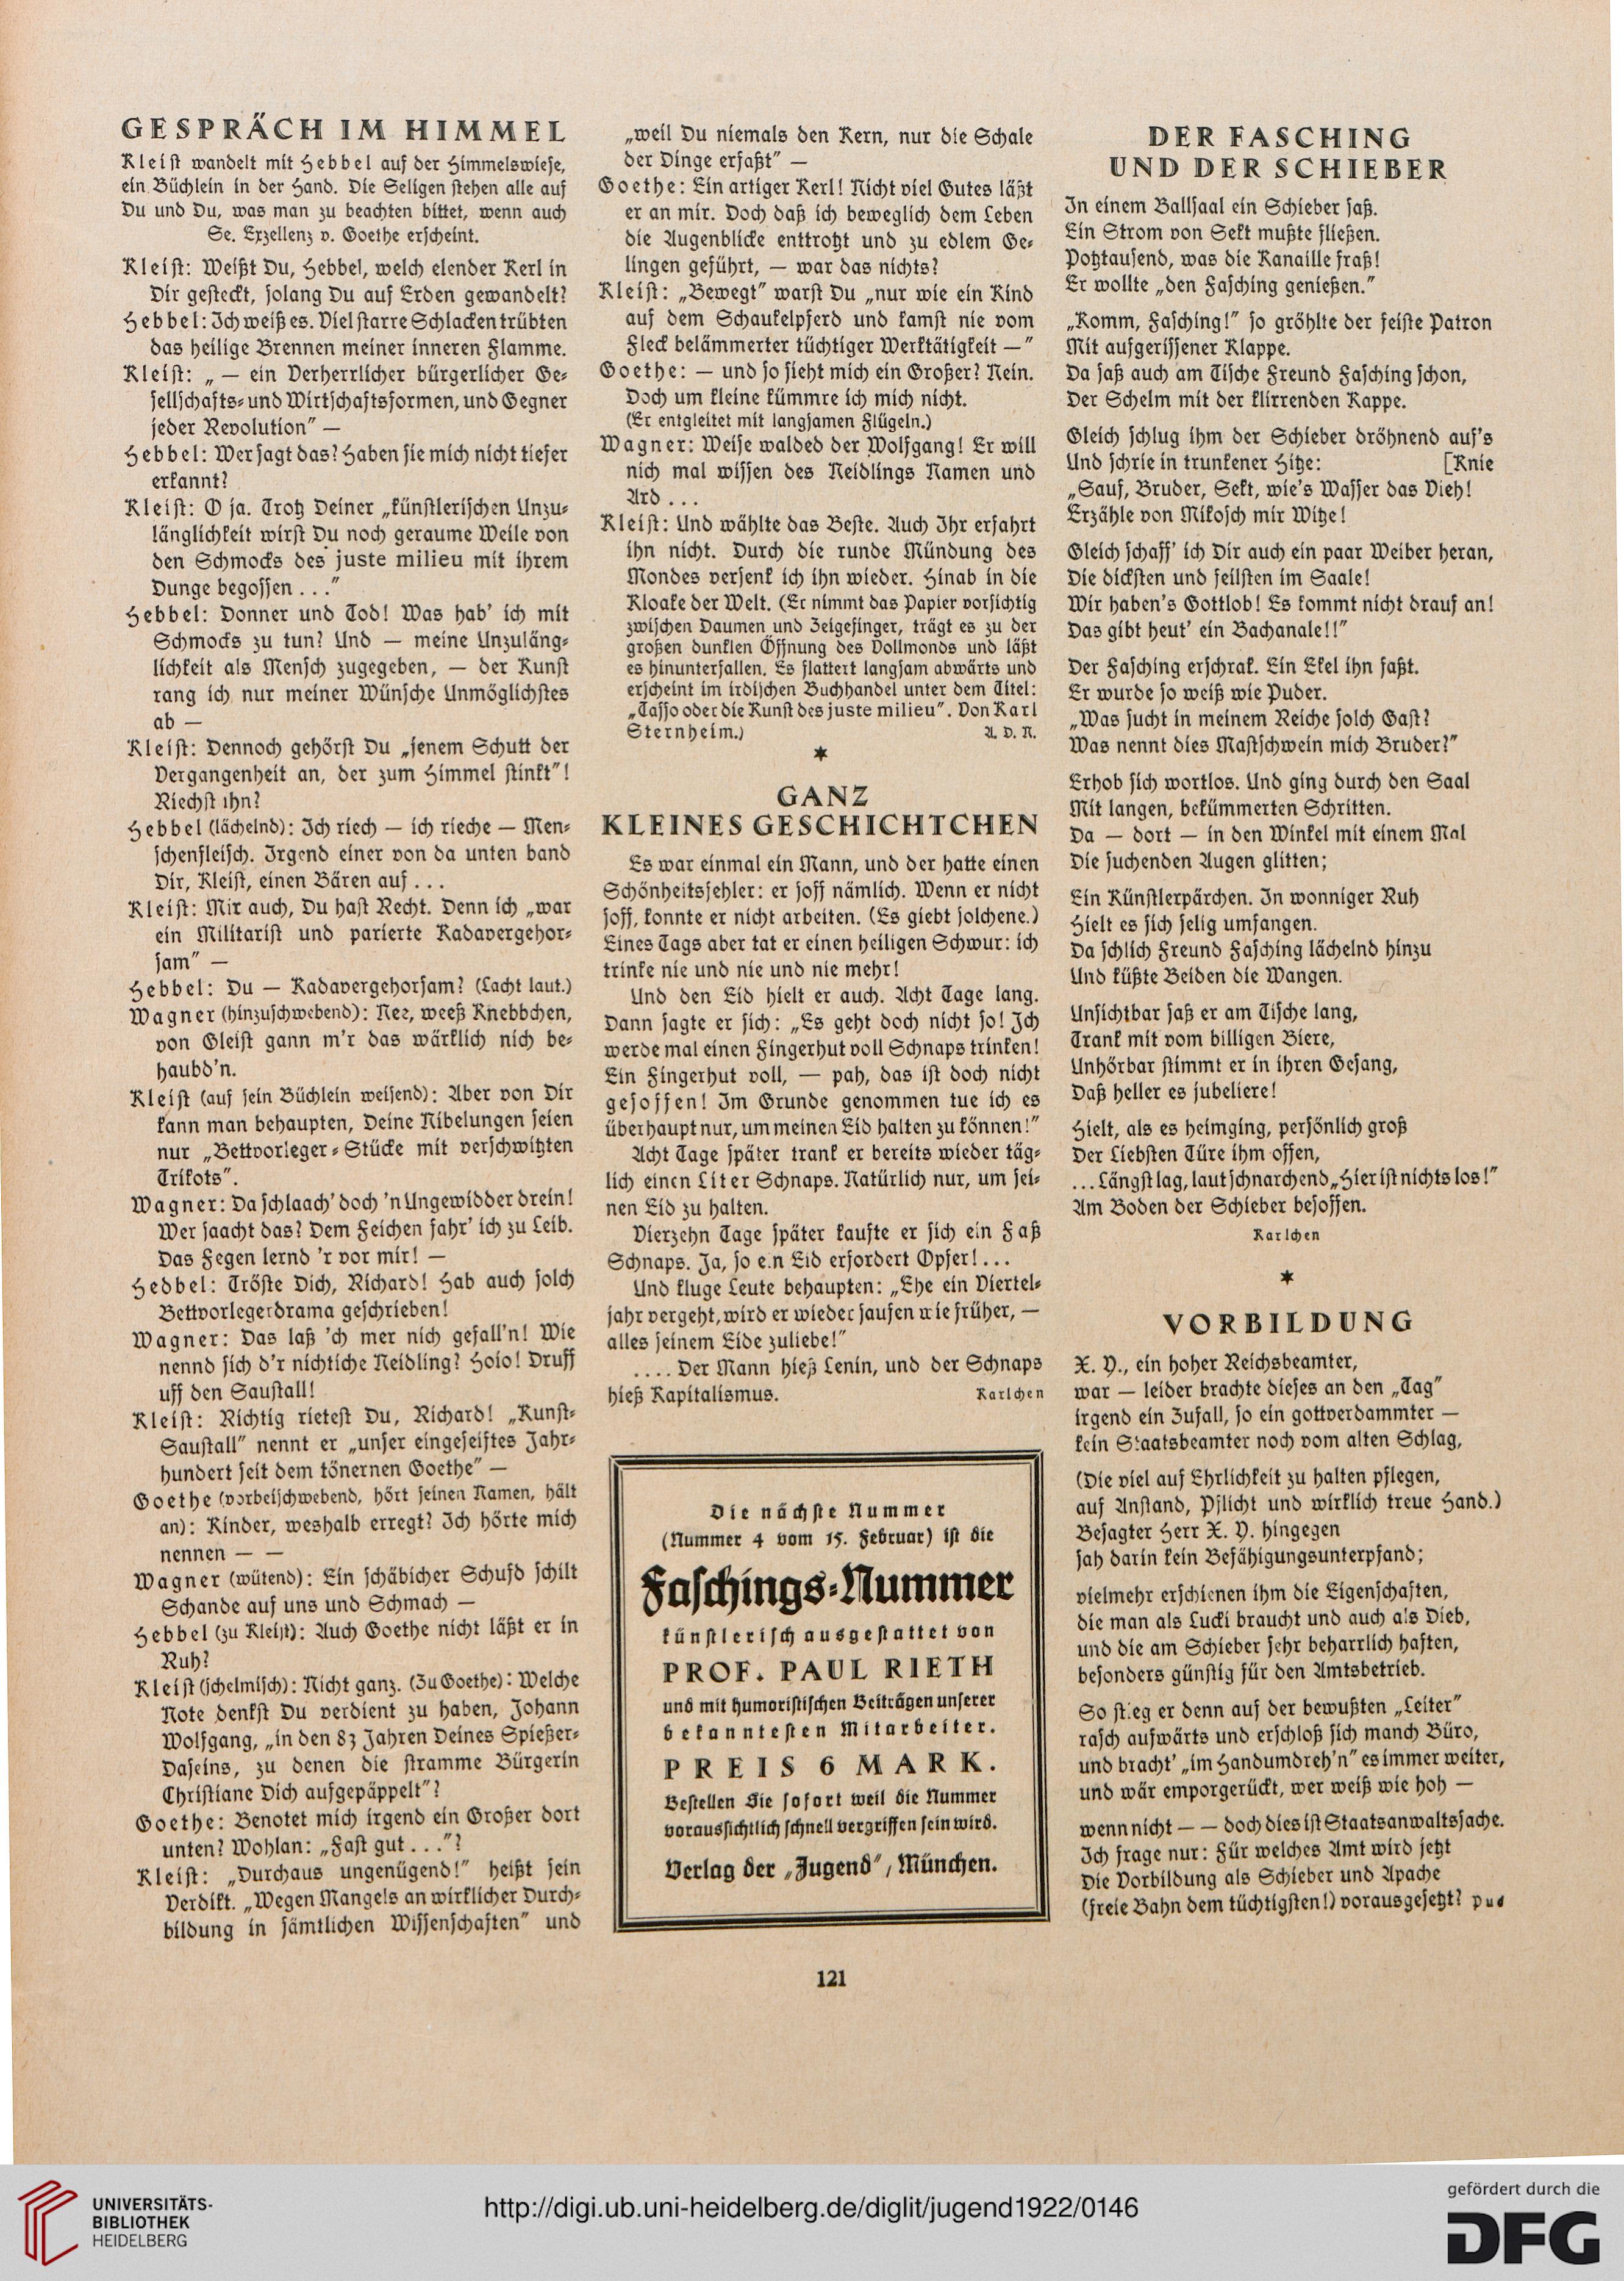 GESPRÄCH IM HIMMEL
Kleist wandelt mit Hebbel auf der Himmelswiese,
ein Büchlein in der Hand. Die Seligen stehen alle auf
Du und Du, was man zu beachten bittet, wenn auch
Se. Exzellenz v. Goethe erscheint.
Kleist: Weißt Du, Hebbel, welch elender Kerl in
Dir gesteckt, solang Du auf Erden gewandelt?
Hebbel: Ich weiß es. Viel starre Schlacken trübten
das heilige Brennen meiner inneren Flamme.
Kleist: „ — ein Verherrlicher bürgerlicher Ge-
sellschafts- und Wirtschaftsformen, und Gegner
jeder Revolution" —
Hebbel: Wer sagt das? Haben sie mich nicht tiefer
erkannt?
Kleist: O ja. Trotz Deiner „künstlerischen Unzu-
länglichkeit wirst Du noch geraume Weile von
den Schmocks des juste milieu mit ihrem
Dunge begossen . . ."
Hebbel: Donner und Tod! Was hab' ich mit
Schmocks zu tun? Und — meine Unzuläng-
lichkeit als Mensch zugegeben, — der Kunst
rang ich nur meiner Wünsche Unmöglichstes
ab —
Kleist: Dennoch gehörst Du „jenem Schutt der
Vergangenheit an, der zum Himmel stinkt"!
Riechst ihn?
Hebbel (lächelnd): Ich riech — ich rieche — Men-
schenfleisch. Irgend einer von da unten band
Dir, Kleist, einen Bären auf . . .
Kleist: Mir auch, Du hast Recht. Denn ich „war
ein Militarist und parierte Kadavergehor-
sam" —
Hebbel: Du — Kadavergehorsam? (Lacht laut.)
Wagner (hinzuschwebend): Nee, weeß Knebbchen,
von Gleist gann m'r das wärklich nich be-
haubd'n.
Kleist (auf sein Büchlein weisend): Aber von Dir
kann man behaupten, Deine Nibelungen seien
nur „Bettvorleger-Stücke mit verschwitzten
Trikots".
Wagner: Da schlaach' doch 'n Ungewidder drein!
Wer saacht das? Dem Feichen fahr' ich zu Leib.
Das Fegen lernd 'r vor mir! —
Hedbel: Tröste Dich, Richard! Hab auch solch
Bettvorlegerdrama geschrieben!
Wagner: Das laß 'ch mer nich gefall'n! Wie
nennd sich d'r nichtiche Neidling? Hoio! Druff
uff den Saustall!
Kleist: Richtig rietest Du, Richard! „Kunst-
Saustall" nennt er „unser eingeseiftes Jahr-
hundert seit dem tönernen Goethe" —
Goethe (vorbeischwebend, hört seinen Namen, hält
an): Kinder, weshalb erregt? Ich hörte mich
nennen — —
Wagner (wütend): Ein schäbicher Schufd schilt
Schande auf uns und Schmach —
Hebbel (zu Kleist): Auch Goethe nicht läßt er in
Ruh?
Kleist (schelmisch): Nicht ganz. (Zu Goethe): Welche
Note denkst Du verdient zu haben, Johann
Wolfgang, „in den 83 Jahren Deines Spießer-
Daseins, zu denen die stramme Bürgerin
Christiane Dich aufgepäppelt"?
Goethe: Benotet mich irgend ein Großer dort
unten? Wohlan: „Fast gut . . ."?
Kleist: „Durchaus ungenügend!" heißt sein
Verdikt. „Wegen Mangels an wirklicher Durch-
bildung in sämtlichen Wissenschaften" und
„weil Du niemals den Kern, nur die Schale
der Dinge erfaßt" —
Goethe: Ein artiger Kerl! Nicht viel Gutes läßt
er an mir. Doch daß ich beweglich dem Leben
die Augenblicke enttrotzt und zu edlem Ge-
lingen geführt, — war das nichts?
Kleist: „Bewegt" warst Du „nur wie ein Kind
auf dem Schaukelpferd und kamst nie vom
Fleck belämmerter tüchtiger Werktätigkeit —"
Goethe: — und so sieht mich ein Großer? Nein.
Doch um kleine kümmre ich mich nicht.
(Er entgleitet mit langsamen Flügeln.)
Wagner: Weise walded der Wolfgang! Er will
nich mal wissen des Neidlings Namen und
Ard . . .
Kleist: Und wählte das Beste. Auch Ihr erfahrt
ihn nicht. Durch die runde Mündung des
Mondes versenk ich ihn wieder. Hinab in die
Kloake der Welt. (Er nimmt das Papier vorsichtig
zwischen Daumen und Zeigefinger, trägt es zu der
großen dunklen Öffnung des Vollmonds und läßt
es hinunterfallen. Es flattert langsam abwärts und
erscheint im irdischen Buchhandel unter dem Titel:
„Tasso oder die Kunst des juste milieu". Von Karl
Sternheim.) A. D. N.
*
GANZ
KLEINES GESCHICHTCHEN
Es war einmal ein Mann, und der hatte einen
Schönheitsfehler: er soff nämlich. Wenn er nicht
soff, konnte er nicht arbeiten. (Es giebt solchene.)
Eines Tags aber tat er einen heiligen Schwur: ich
trinke nie und nie und nie mehr!
Und den Eid hielt er auch. Acht Tage lang.
Dann sagte er sich: „Es geht doch nicht so! Ich
werde mal einen Fingerhut voll Schnaps trinken!
Ein Fingerhut voll, — pah, das ist doch nicht
gesoffen! Im Grunde genommen tue ich es
überhaupt nur, um meinen Eid halten zu können!"
Acht Tage später trank er bereits wieder täg-
lich einen Liter Schnaps. Natürlich nur, um sei-
nen Eid zu halten.
Vierzehn Tage später kaufte er sich ein Faß
Schnaps. Ja, so e.n Eid erfordert Opfer! . . .
Und kluge Leute behaupten: „Ehe ein Viertel-
jahr vergeht, wird er wieder saufen wie früher, —
alles seinem Eide zuliebe!"
. . . . Der Mann hieß Lenin, und der Schnaps
hieß Kapitalismus. Karlchen
Die nächste Nummer
(Nummer 4 vom 15. Februar) ist die
Faschings-Nummer
künstlerisch ausgestattet von
PROF. PAUL RIETH
und mit humoristischen Beiträgen unserer
bekanntesten Mitarbeiter.
PREIS 6 MARK.
Bestellen Sie sofort weil die Nummer
voraussichtlich schnell vergriffen sein wird.
Verlag der „Jugend", München.
DER FASCHING
UND DER SCHIEBER
In einem Ballsaal ein Schieber saß.
Ein Strom von Sekt mußte fließen.
Potztausend, was die Kanaille fraß!
Er wollte „den Fasching genießen."
„Komm, Fasching!" so gröhlte der feiste Patron
Mit aufgerissener Klappe.
Da saß auch am Tische Freund Fasching schon,
Der Schelm mit der klirrenden Kappe.
Gleich schlug ihm der Schieber dröhnend auf's
Und schrie in trunkener Hitze: [Knie
„Sauf, Bruder, Sekt, wie's Wasser das Vieh!
Erzähle von Mikosch mir Witze!
Gleich schaff' ich Dir auch ein paar Weiber heran,
Die dicksten und feilsten im Saale!
Wir haben's Gottlob! Es kommt nicht drauf an!
Das gibt heut' ein Bachanale!!"
Der Fasching erschrak. Ein Ekel ihn faßt.
Er wurde so weiß wie Puder.
„Was sucht in meinem Reiche solch Gast?
Was nennt dies Mastschwein mich Bruder?"
Erhob sich wortlos. Und ging durch den Saal
Mit langen, bekümmerten Schritten.
Da — dort — in den Winkel mit einem Mal
Die suchenden Augen glitten;
Ein Künstlerpärchen. In wonniger Ruh
Hielt es sich selig umfangen.
Da schlich Freund Fasching lächelnd hinzu
Und küßte Beiden die Wangen.
Unsichtbar saß er am Tische lang,
Trank mit vom billigen Biere,
Unhörbar stimmt er in ihren Gesang,
Daß heller es jubeliere!
Hielt, als es heimging, persönlich groß
Der Liebsten Türe ihm offen,
. . . Längst lag, laut schnarchend „Hier ist nichts los!"
Am Boden der Schieber besoffen.
Karlchen
*
VORBILDUNG
X. Y., ein hoher Reichsbeamter,
war — leider brachte dieses an den „Tag"
irgend ein Zufall, so ein gottverdammter —
kein Staatsbeamter noch vom alten Schlag,
(Die viel auf Ehrlichkeit zu halten pflegen,
auf Anstand, Pflicht und wirklich treue Hand.)
Besagter Herr X. Y. hingegen
sah darin kein Befähigungsunterpfand;
vielmehr erschienen ihm die Eigenschaften,
die man als Lucki braucht und auch als Dieb,
und die am Schieber sehr beharrlich haften,
besonders günstig für den Amtsbetrieb.
So stieg er denn auf der bewußten „Leiter"
rasch aufwärts und erschloß sich manch Büro,
und bracht' „im Handumdreh'n" es immer weiter,
und wär emporgerückt, wer weiß wie hoh —
wenn nicht — — doch dies ist Staatsanwaltssache.
Ich frage nur: Für welches Amt wird jetzt
Die Vorbildung als Schieber und Apache
(freie Bahn dem tüchtigsten!) vorausgesetzt? pus
121
UNIVERSITÄTS-
BIBLIOTHEK
HEIDELBERG
http://digi.ub.uni-heidelberg.de/diglit/jugend1922/0146
gefördert durch die
DFG